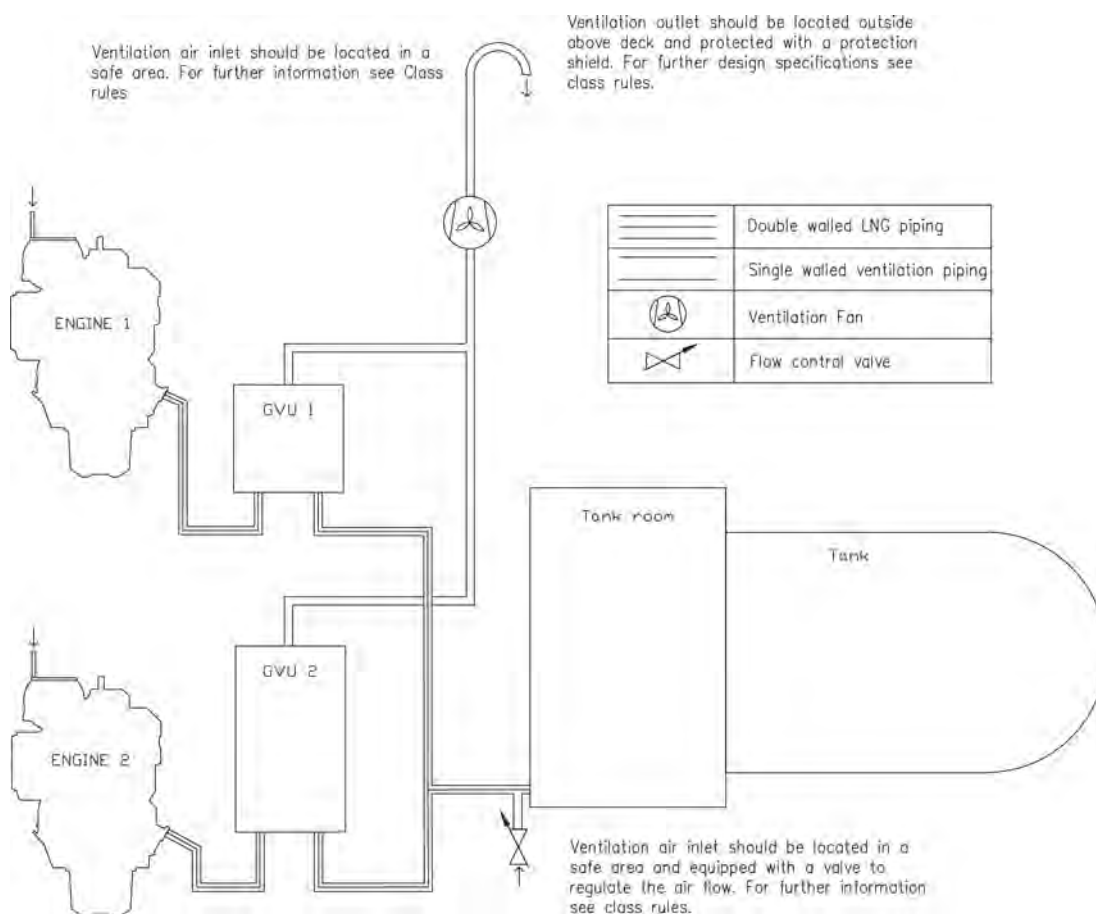 Ventilation air inlet should be located in a
safe area. For further information see Class
rules
Ventilation outlet should be located outside
above deck and protected with a protection
shield. For further design specifications see
class rules.
Double walled LNG piping
Single walled ventilation piping
Ventilation Fan
Flow control valve
ENGINE 1
GVU 1
Tank room
Tank
GVU 2
ENGINE 2
Ventilation air inlet should be located in a
safe area and equipped with a valve to
regulate the air flow. For further information
see class rules.